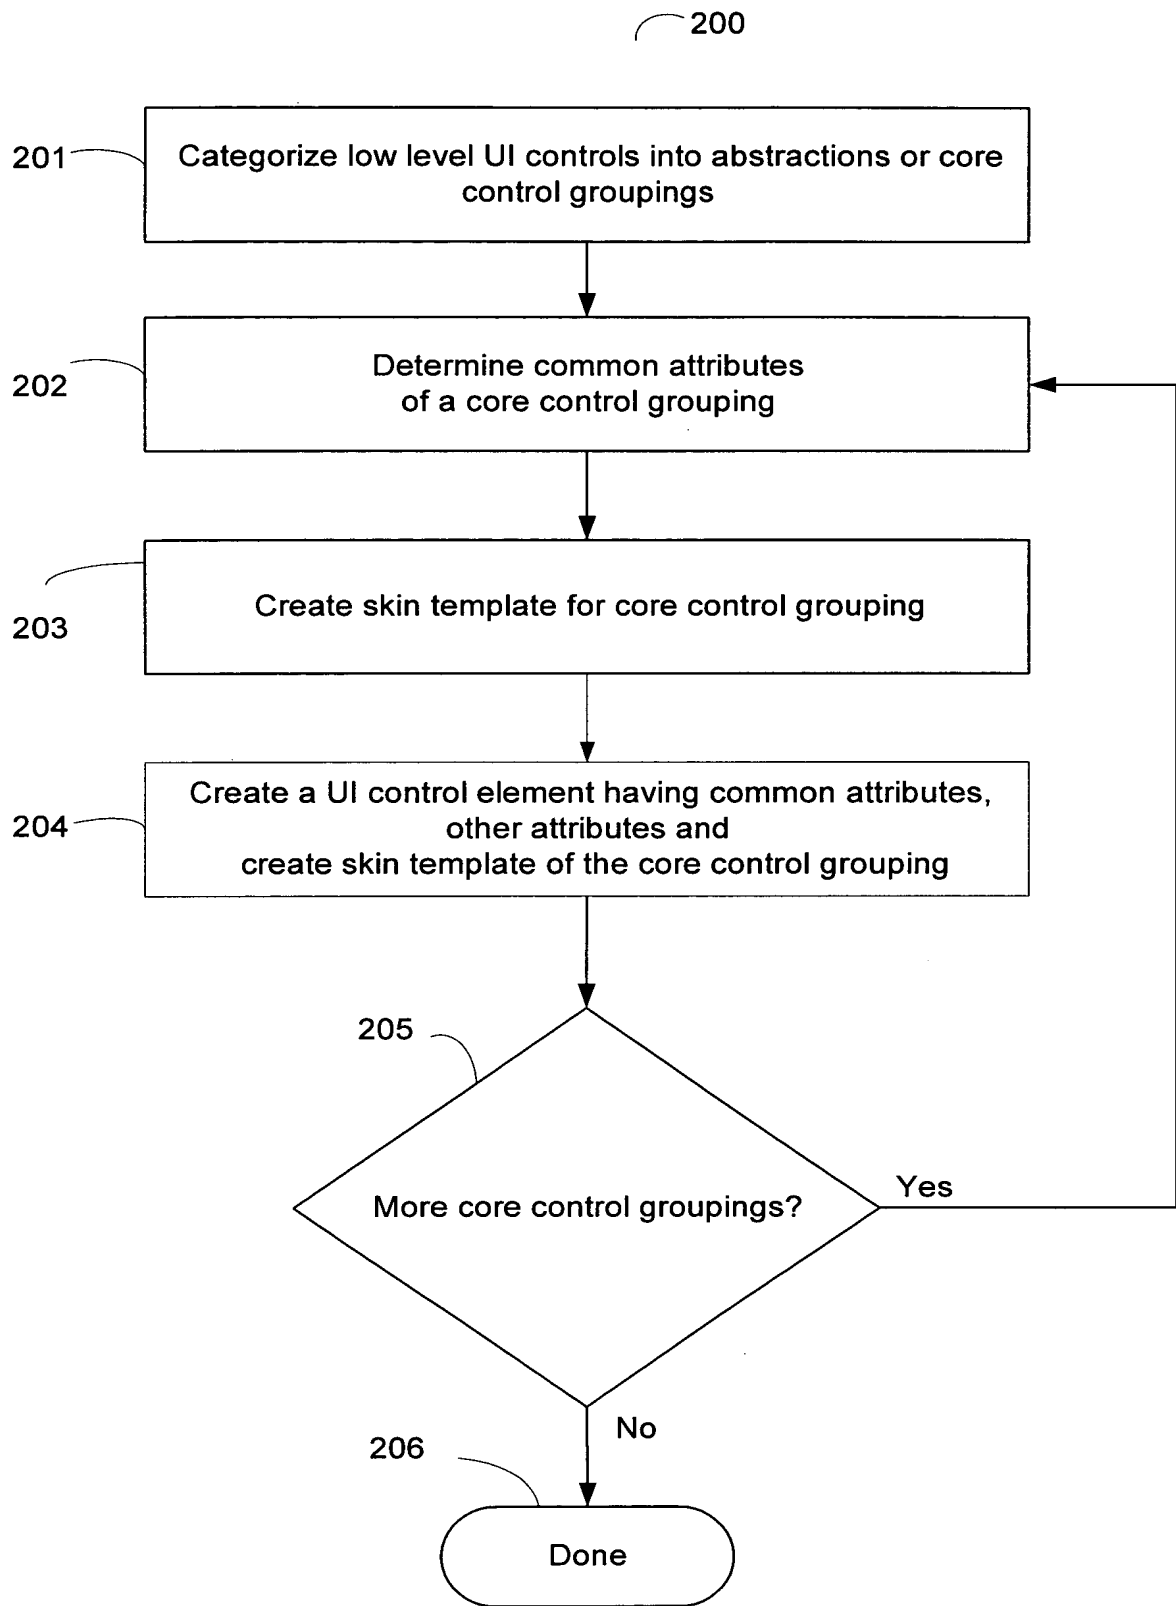 200
201
Categorize low level UI controls into abstractions or core
control groupings
202
Determine common attributes
of a core control grouping
203
Create skin template for core control grouping
204
Create a UI control element having common attributes,
other attributes and
create skin template of the core control grouping
205
More core control groupings?
Yes
No
206
Done